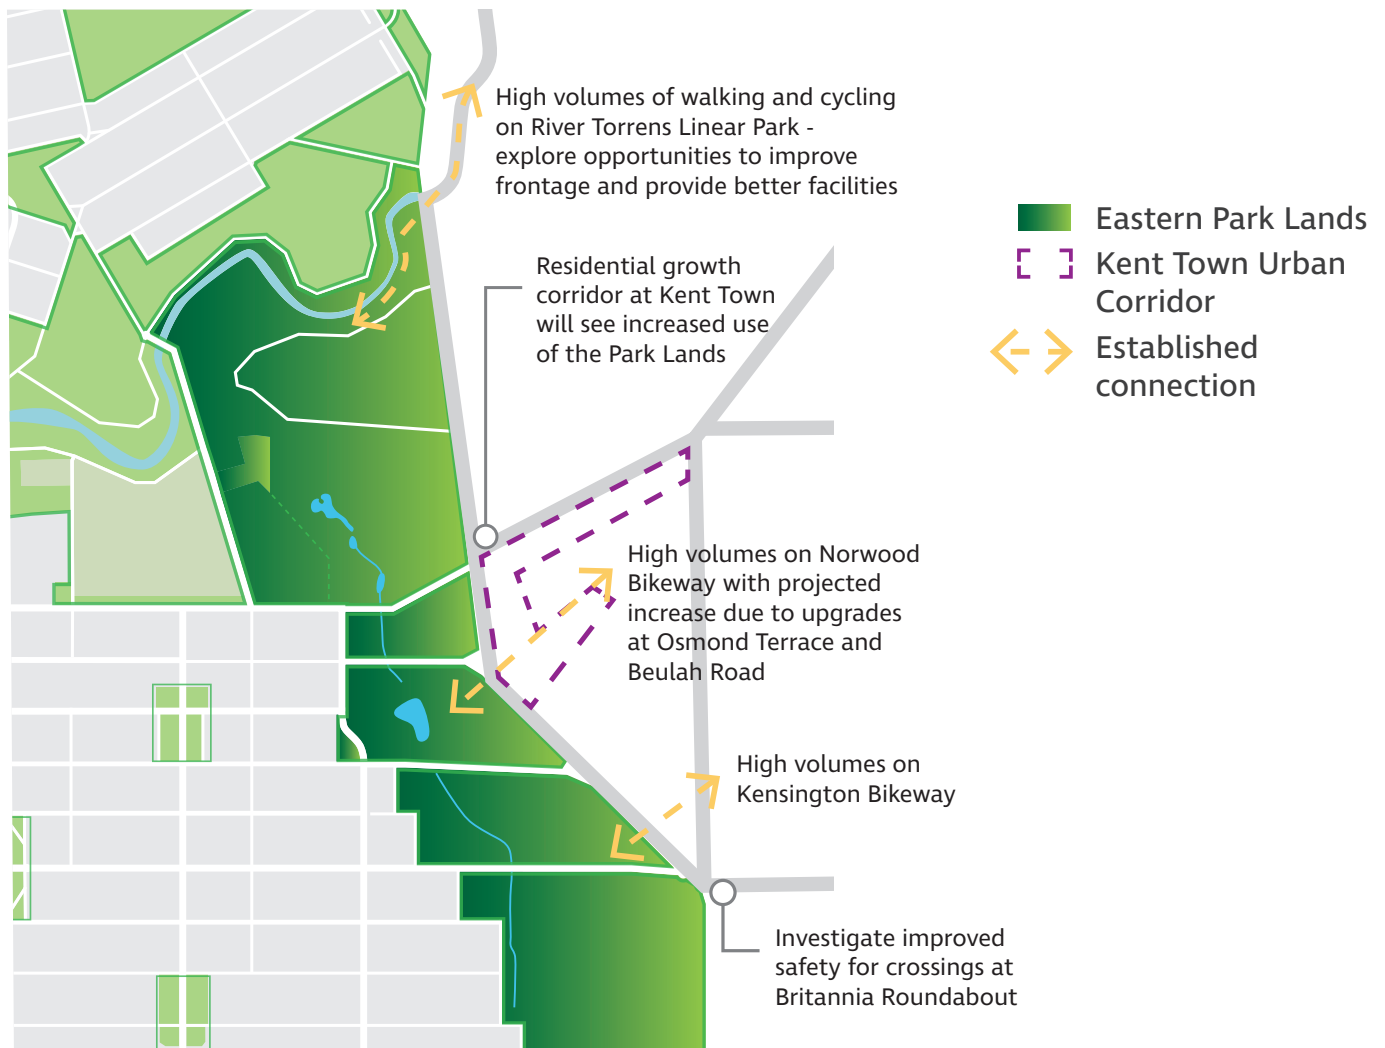 High volumes of walking and cycling
on River Torrens Linear Park -
explore opportunities to improve
frontage and provide better facilities
Eastern Park Lands
Kent Town Urban
Corridor
Established
connection
Residential growth
corridor at Kent Town
will see increased use
of the Park Lands
High volumes on Norwood
Bikeway with projected
increase due to upgrades
at Osmond Terrace and
Beulah Road
High volumes on
Kensington Bikeway
Investigate improved
safety for crossings at
Britannia Roundabout